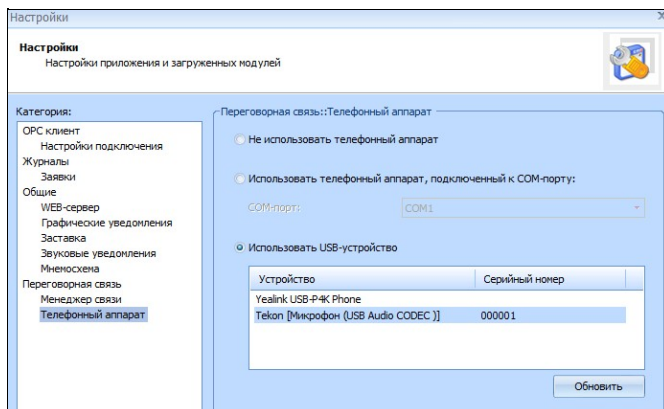 Настройки
Настройки
Настройки приложения и загруженных модулей
Категория:
OPC клиент
Настройки подключения
Журналы
Заявки
Общие
WEB-сервер
Графические уведомления
Заставка
Звуковые уведомления
Мнемосхема
Переговорная связь
Менеджер связи
Телефонный аппарат
Переговорная связь::Телефонный аппарат
Не использовать телефонный аппарат
Использовать телефонный аппарат, подключенный к COM-порту:
COM-порт: COM1
Использовать USB-устройство
Устройство Серийный номер
Yealink USB-P4K Phone
Tekon [Микрофон (USB Audio CODEC )] 000001
Обновить